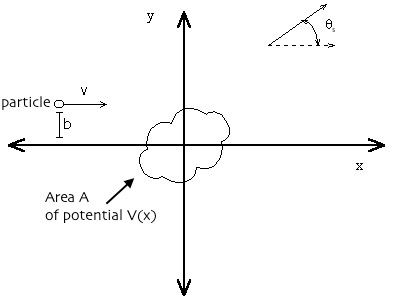 y
θs
v
particle
b
x
Area A
of potential V(x)